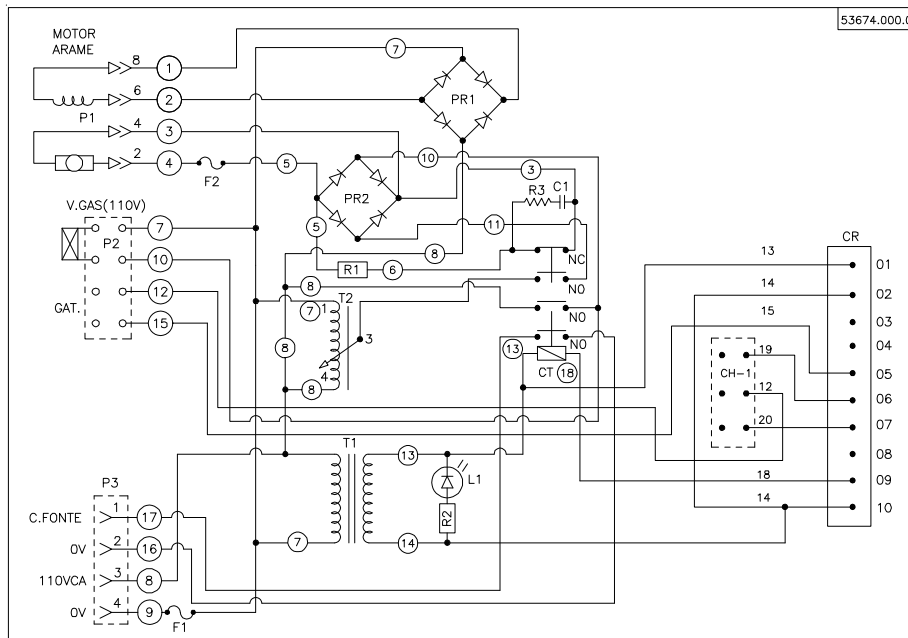 53674.000.0
MOTOR
ARAME
8
1
7
6
2
P1
PR1
4
3
2
4
F2
5
10
3
V.GAS(110V)
PR2
R3
C1
7
P2
5
11
CR
8
10
R1
6
NC
13
01
12
8
NO
14
02
GAT.
7
1
T2
15
15
NO
03
8
3
NO
04
13
19
4
CT
18
CH-1
05
8
12
06
20
07
T1
13
08
P3
L1
18
09
1
17
R2
14
10
C.FONTE
0V
2
16
7
14
110VCA
3
8
0V
4
9
F1